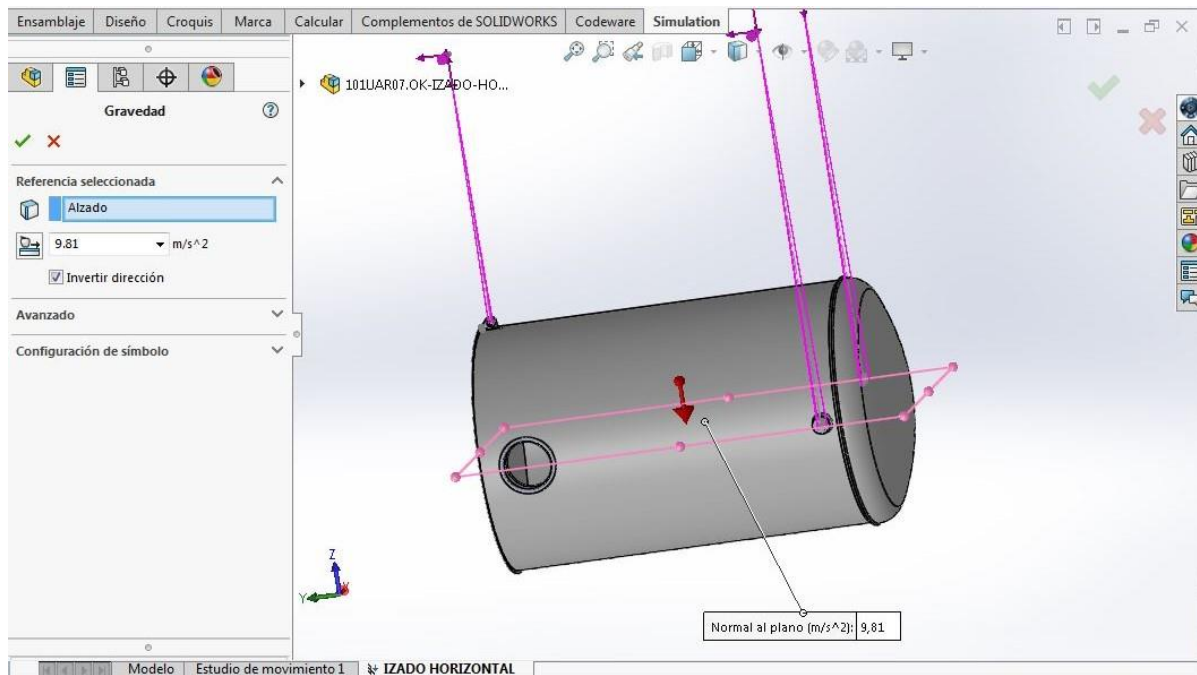 Ensamblaje Diseño Croquis Marca Calcular Complementos de SOLIDWORKS Codeware Simulation
101UAR07.OK-IZADO-HO...
Gravedad
Referencia seleccionada
Alzado
9.81 m/s^2
Invertir dirección
Avanzado
Configuración de símbolo
Z
Y
X
Normal al plano (m/s^2): 9,81
Modelo Estudio de movimiento 1 IZADO HORIZONTAL